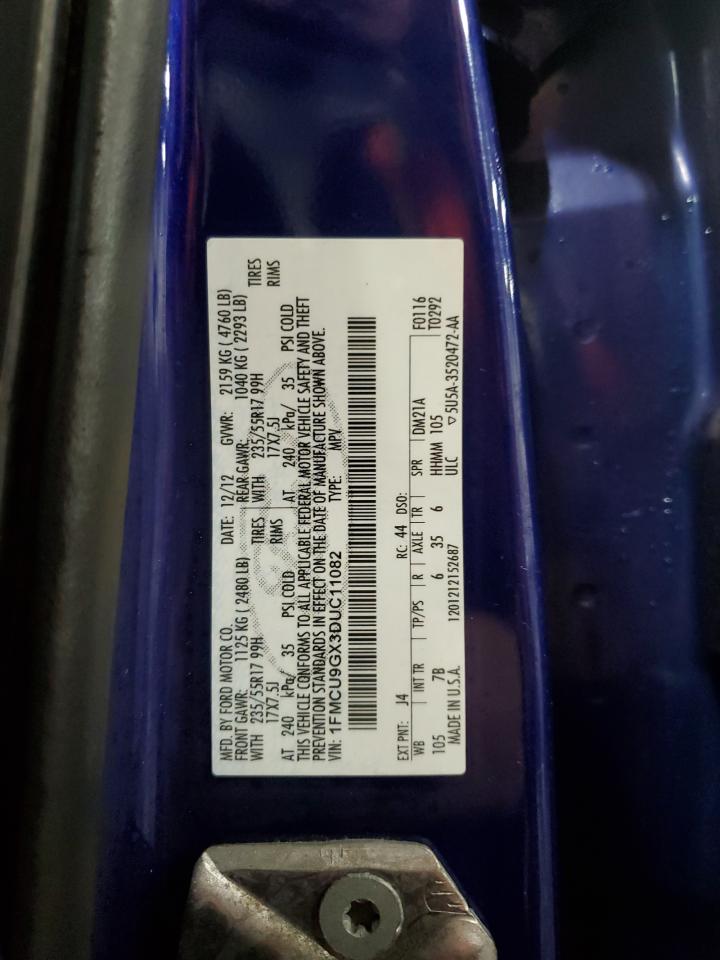 MFD. BY FORD MOTOR CO. DATE: 12/12 GVWR: 2159 KG ( 4760 LB)
FRONT GAWR: 1125 KG ( 2480 LB) REAR GAWR: 1040 KG ( 2293 LB)
WITH 235/55R17 99H TIRES WITH 235/55R17 99H TIRES
17X7.5J RIMS 17X7.5J RIMS
AT 240 kPa/ 35 PSI COLD AT 240 kPa/ 35 PSI COLD
THIS VEHICLE CONFORMS TO ALL APPLICABLE FEDERAL MOTOR VEHICLE SAFETY AND THEFT
PREVENTION STANDARDS IN EFFECT ON THE DATE OF MANUFACTURE SHOWN ABOVE.
VIN: 1FMCU9GX3DUC11082 TYPE: MPV
EXT PNT: J4 RC: 44 DSO: F0116
T0292
WB INT TR TP/PS R AXLE TR SPR DM21A
105 7B 6 35 6 HHMM 105
MADE IN U.S.A. 1201212152687 ULC ▽5U5A-3520472-AA